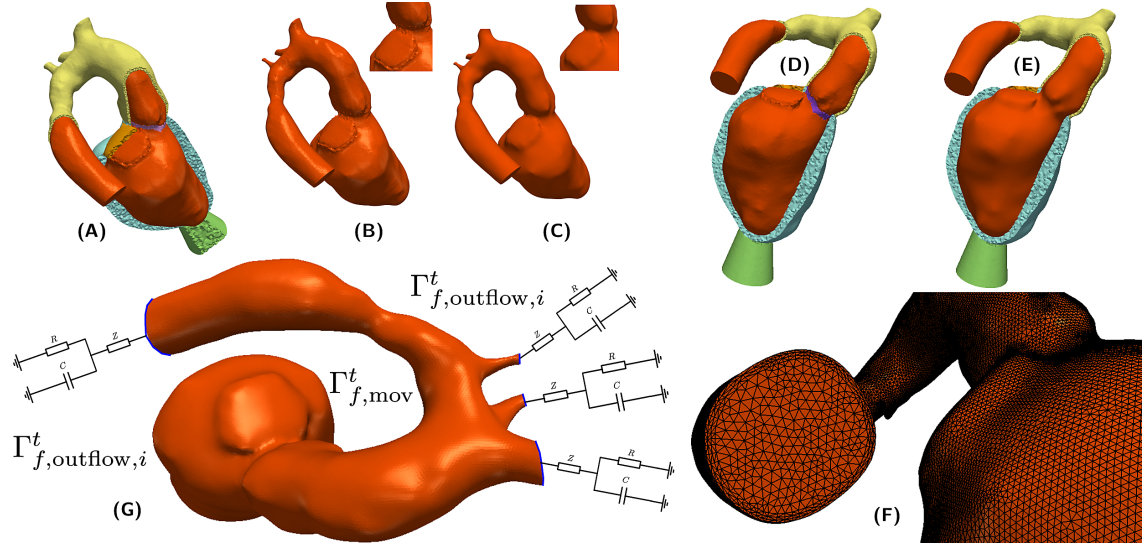 (A)
(B)
(C)
(D)
(E)
Γ^t_{f,outflow,i}
R
Z
C
R
C
Z
Γ^t_{f,mov}
R
Z
C
Γ^t_{f,outflow,i}
R
Z
C
(G)
(F)